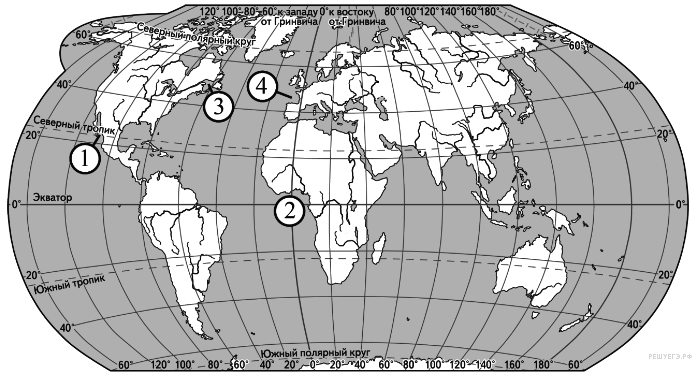 120°100°80°60°к западу 0° к востоку 80°100°120°140°160°180°
от Гринвича от Гринвича
60° Северный полярный круг 60°
40° 40°
4
3
Северный тропик
20° 20°
1
Экватор
0° 2 0°
20° 20°
Южный тропик
40° 40°
Южный полярный круг
60° 120° 100° 80° 60° 40° 20° 0° 20° 40° 60° 80° 100° 120° 140° 180° 60°
РЕШУЕГЭ.РФ